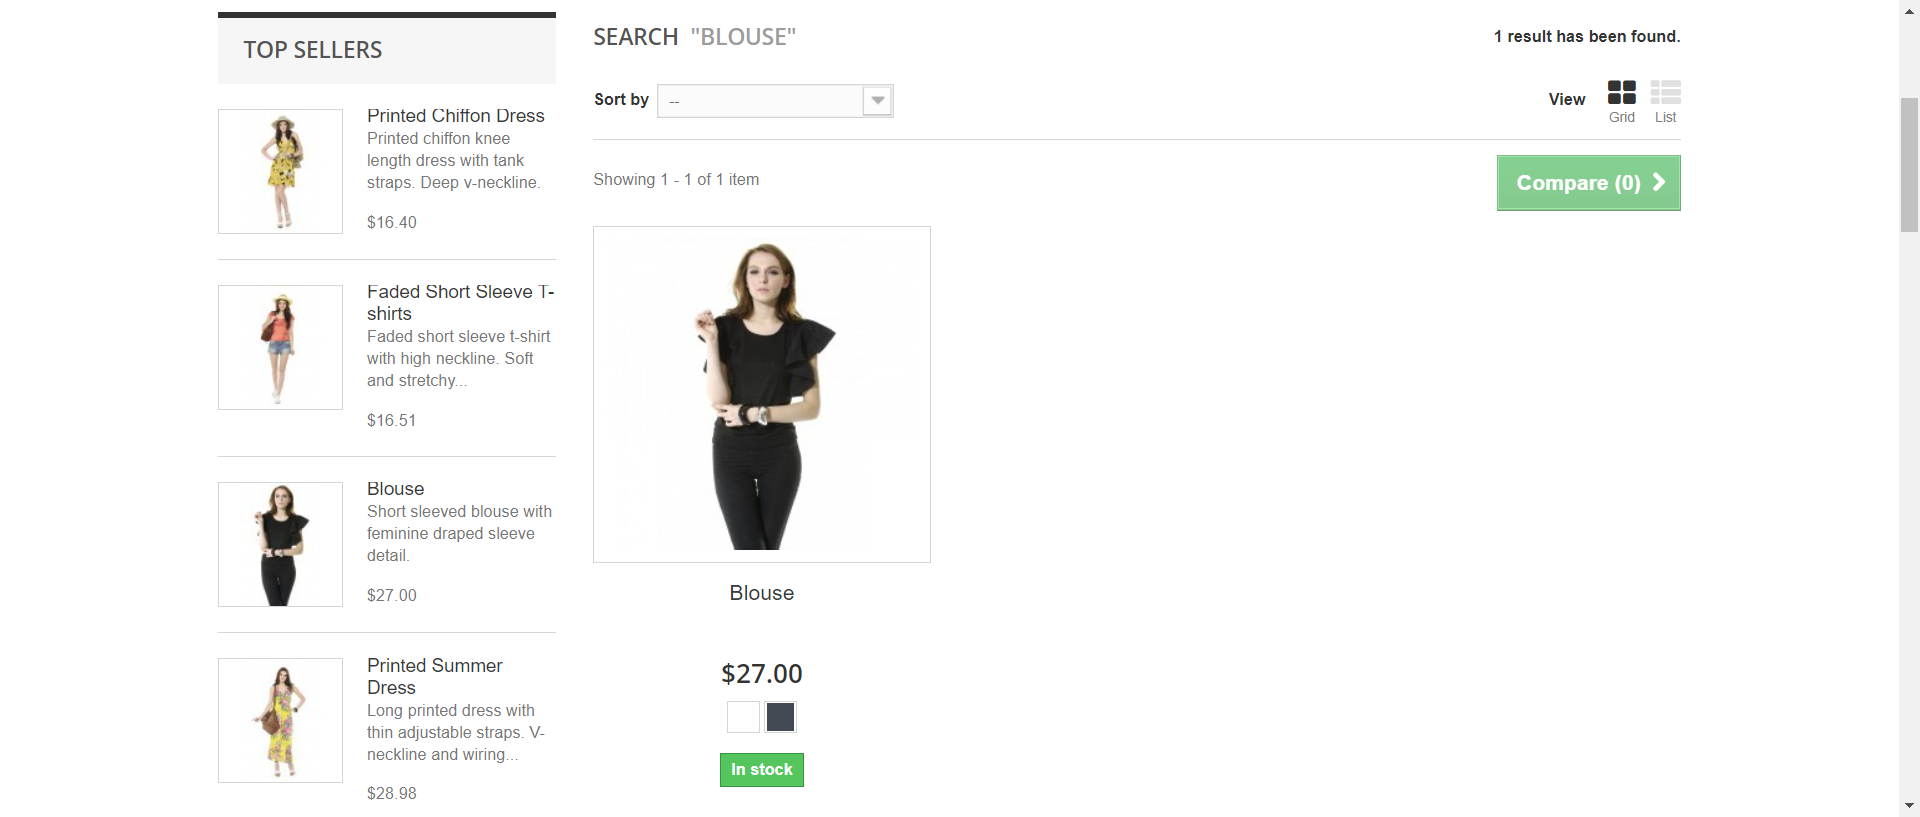 TOP SELLERS
Printed Chiffon Dress
Printed chiffon knee
length dress with tank
straps. Deep v-neckline.
$16.40
Faded Short Sleeve T-
shirts
Faded short sleeve t-shirt
with high neckline. Soft
and stretchy...
$16.51
Blouse
Short sleeved blouse with
feminine draped sleeve
detail.
$27.00
Printed Summer
Dress
Long printed dress with
thin adjustable straps. V-
neckline and wiring...
$28.98
SEARCH "BLOUSE"
1 result has been found.
Sort by --
View
Grid
List
Showing 1 - 1 of 1 item
Compare (0)
Blouse
$27.00
In stock